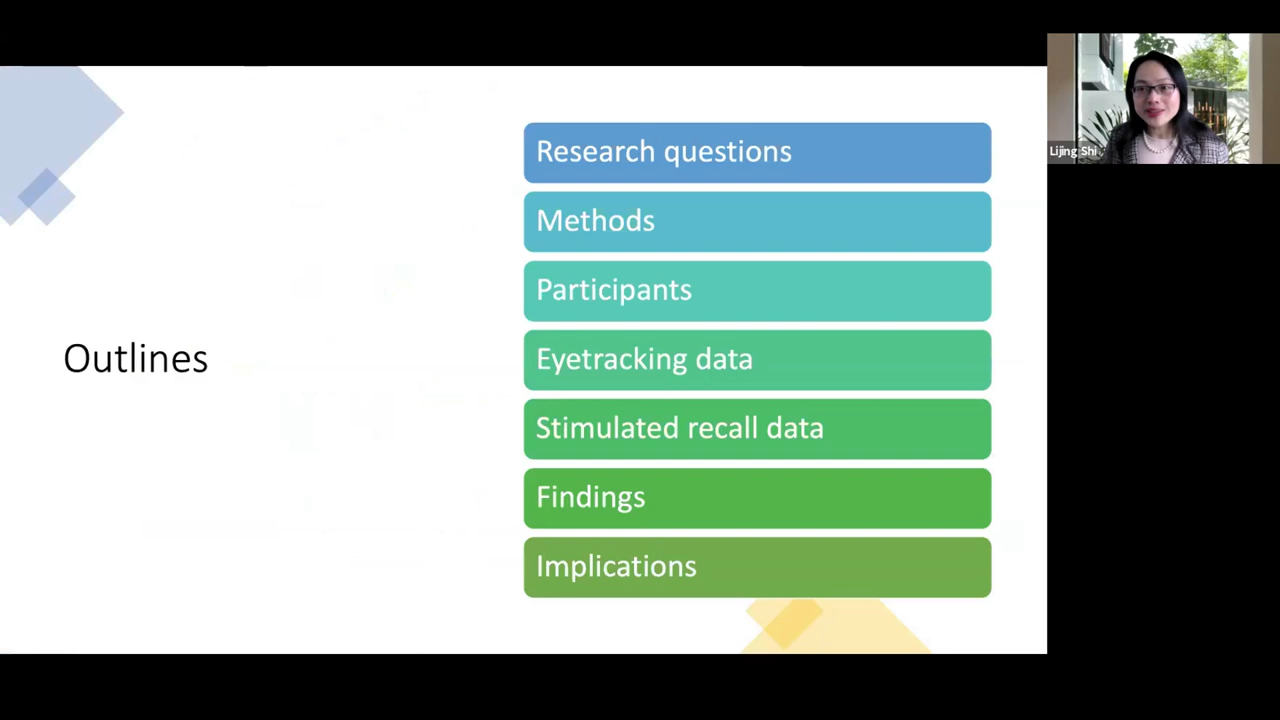 Outlines
Research questions
Methods
Participants
Eyetracking data
Stimulated recall data
Findings
Implications
Lijing Shi